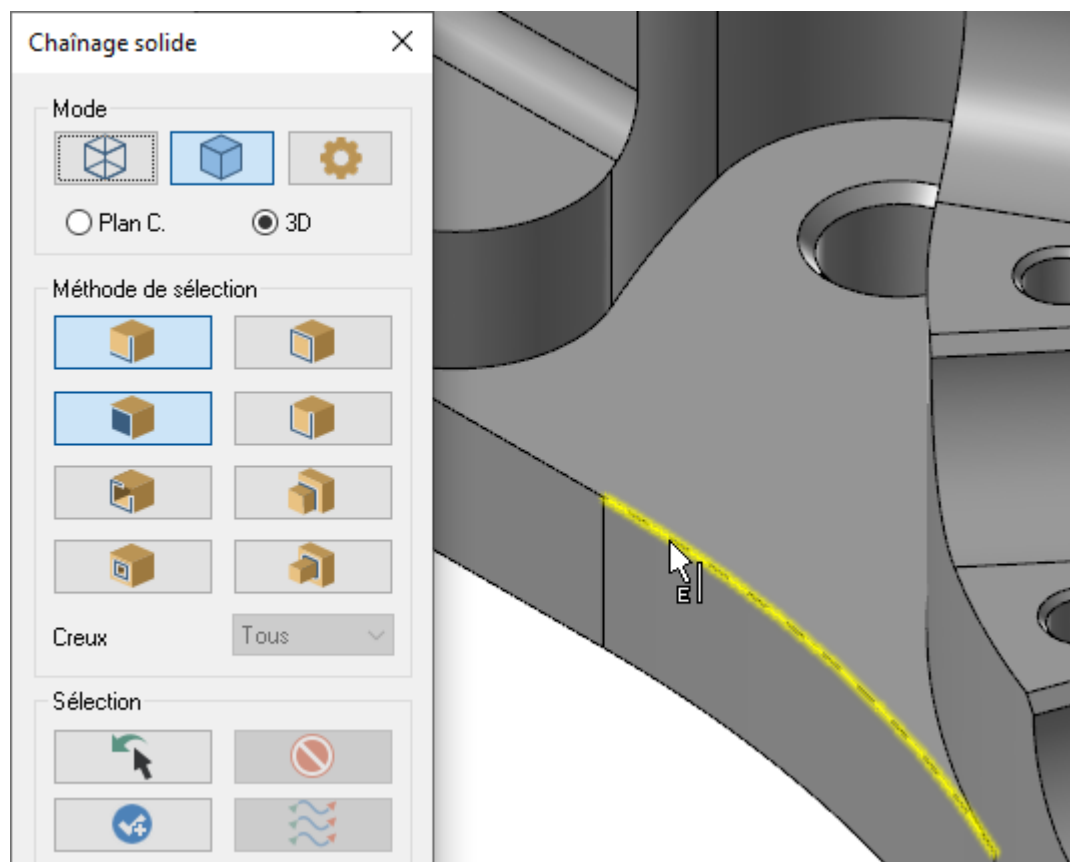 Chaînage solide
Mode
Plan C.
3D
Méthode de sélection
Creux
Tous
Sélection
E